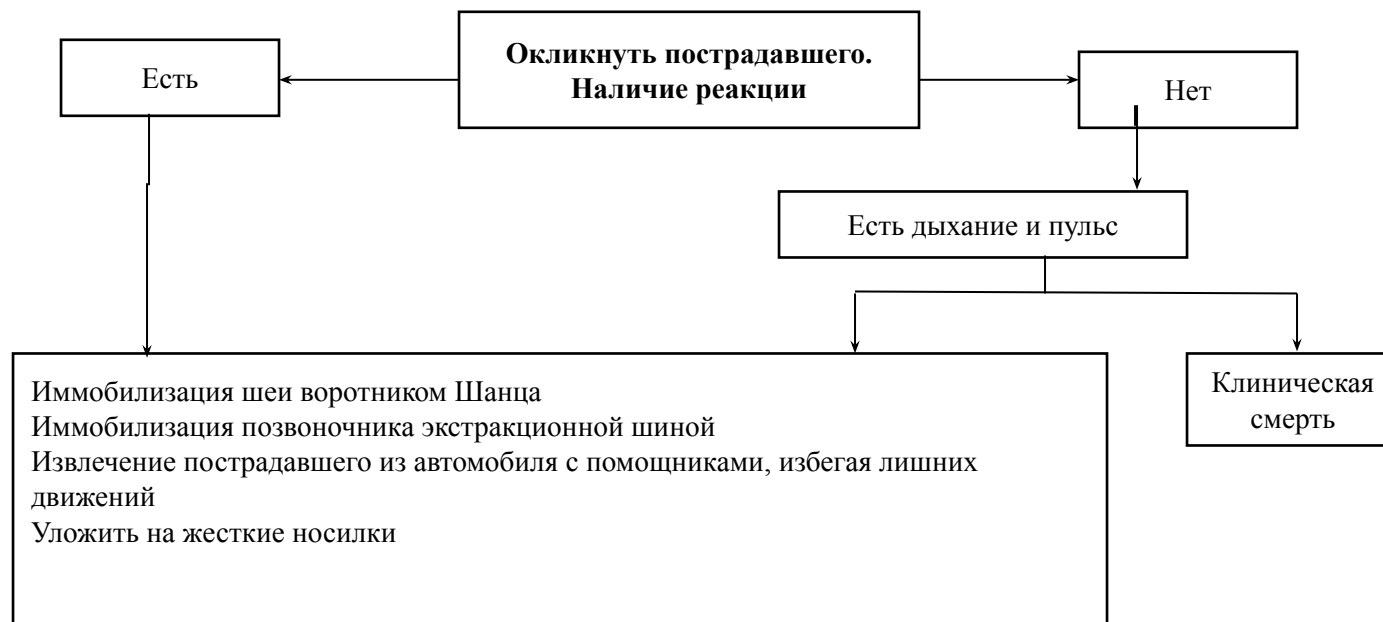 Окликнуть пострадавшего.
Наличие реакции
Есть
Нет
Есть дыхание и пульс
Иммобилизация шеи воротником Шанца
Иммобилизация позвоночника экстракционной шиной
Извлечение пострадавшего из автомобиля с помощниками, избегая лишних
движений
Уложить на жесткие носилки
Клиническая
смерть